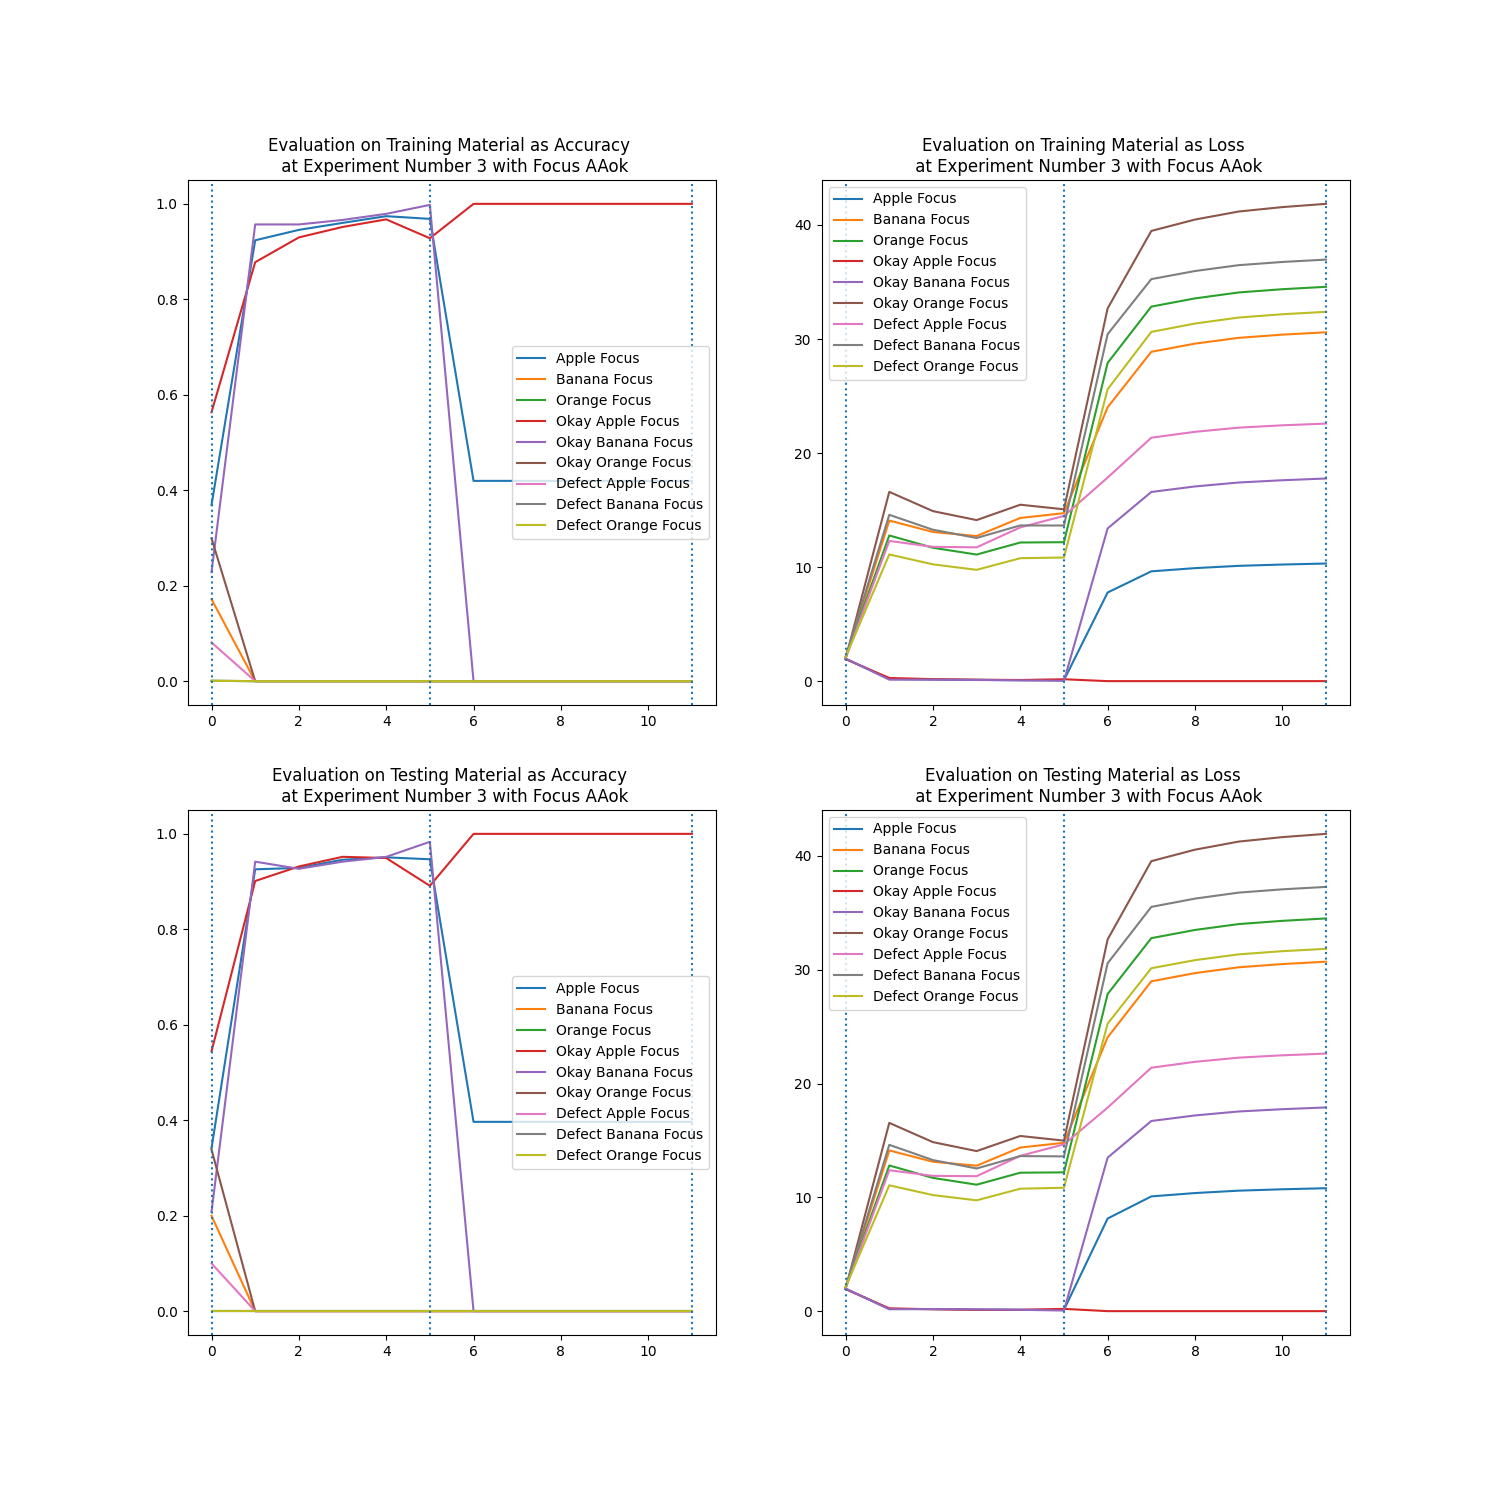 Evaluation on Training Material as Accuracy
at Experiment Number 3 with Focus AAok
1.0
0.8
0.6
0.4
0.2
0.0
0 2 4 6 8 10
Apple Focus
Banana Focus
Orange Focus
Okay Apple Focus
Okay Banana Focus
Okay Orange Focus
Defect Apple Focus
Defect Banana Focus
Defect Orange Focus
Evaluation on Training Material as Loss
at Experiment Number 3 with Focus AAok
40
30
20
10
0
0 2 4 6 8 10
Apple Focus
Banana Focus
Orange Focus
Okay Apple Focus
Okay Banana Focus
Okay Orange Focus
Defect Apple Focus
Defect Banana Focus
Defect Orange Focus
Evaluation on Testing Material as Accuracy
at Experiment Number 3 with Focus AAok
1.0
0.8
0.6
0.4
0.2
0.0
0 2 4 6 8 10
Apple Focus
Banana Focus
Orange Focus
Okay Apple Focus
Okay Banana Focus
Okay Orange Focus
Defect Apple Focus
Defect Banana Focus
Defect Orange Focus
Evaluation on Testing Material as Loss
at Experiment Number 3 with Focus AAok
40
30
20
10
0
0 2 4 6 8 10
Apple Focus
Banana Focus
Orange Focus
Okay Apple Focus
Okay Banana Focus
Okay Orange Focus
Defect Apple Focus
Defect Banana Focus
Defect Orange Focus